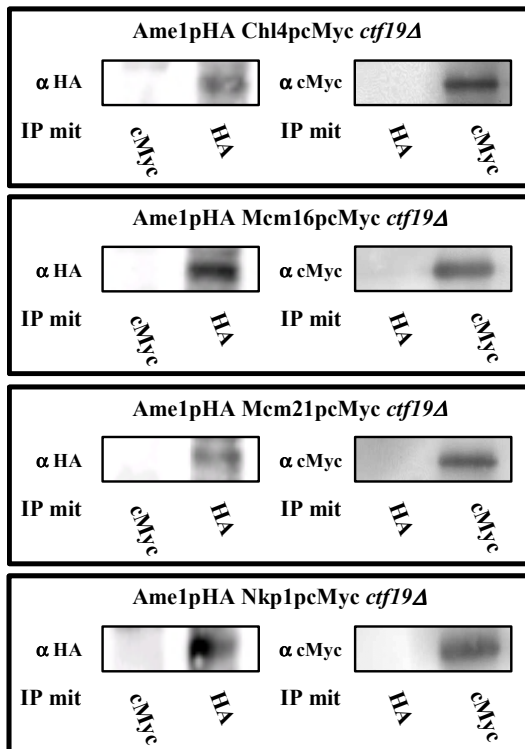 Ame1pHA Chl4pcMyc ctf19Δ
α HA α cMyc
IP mit cMyc HA IP mit HA cMyc
Ame1pHA Mcm16pcMyc ctf19Δ
α HA α cMyc
IP mit cMyc HA IP mit HA cMyc
Ame1pHA Mcm21pcMyc ctf19Δ
α HA α cMyc
IP mit cMyc HA IP mit HA cMyc
Ame1pHA Nkp1pcMyc ctf19Δ
α HA α cMyc
IP mit cMyc HA IP mit HA cMyc